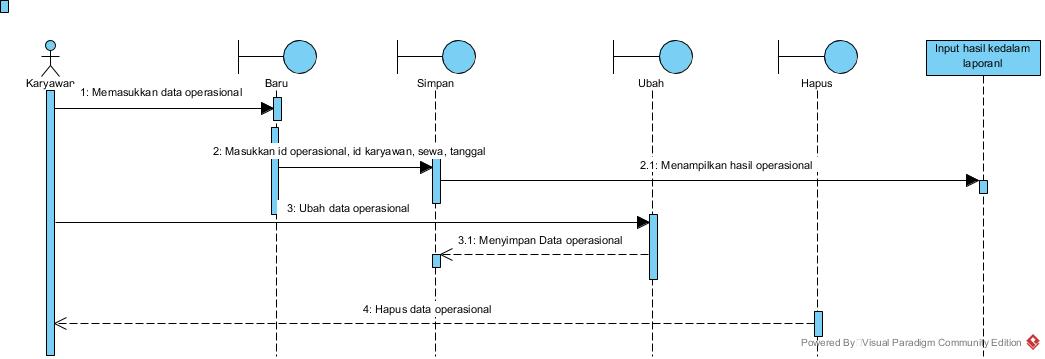 Input hasil kedalam
laporanl
Karyawan
Baru
Simpan
Ubah
Hapus
1: Memasukkan data operasional
2: Masukkan id operasional, id karyawan, sewa, tanggal
2.1: Menampilkan hasil operasional
3: Ubah data operasional
3.1: Menyimpan Data operasional
4: Hapus data operasional
Powered By Visual Paradigm Community Edition